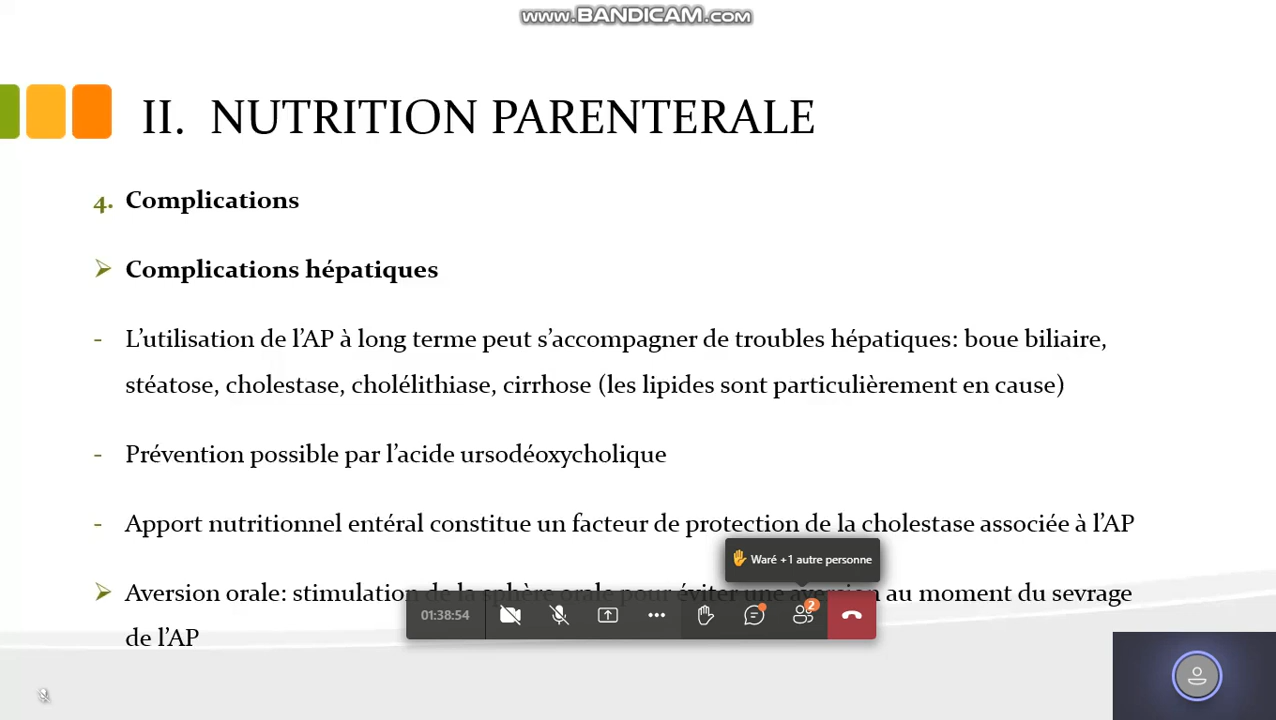 WWW.BANDICAM.COM
II. NUTRITION PARENTERALE
4. Complications
Complications hépatiques
- L’utilisation de l’AP à long terme peut s’accompagner de troubles hépatiques: boue biliaire,
stéatose, cholestase, cholélithiase, cirrhose (les lipides sont particulièrement en cause)
- Prévention possible par l’acide ursodéoxycholique
- Apport nutritionnel entéral constitue un facteur de protection de la cholestase associée à l’AP
Waré +1 autre personne
Aversion orale: stimulation de la sphère orale pour éviter une aversion au moment du sevrage
de l’AP
01:38:54
2